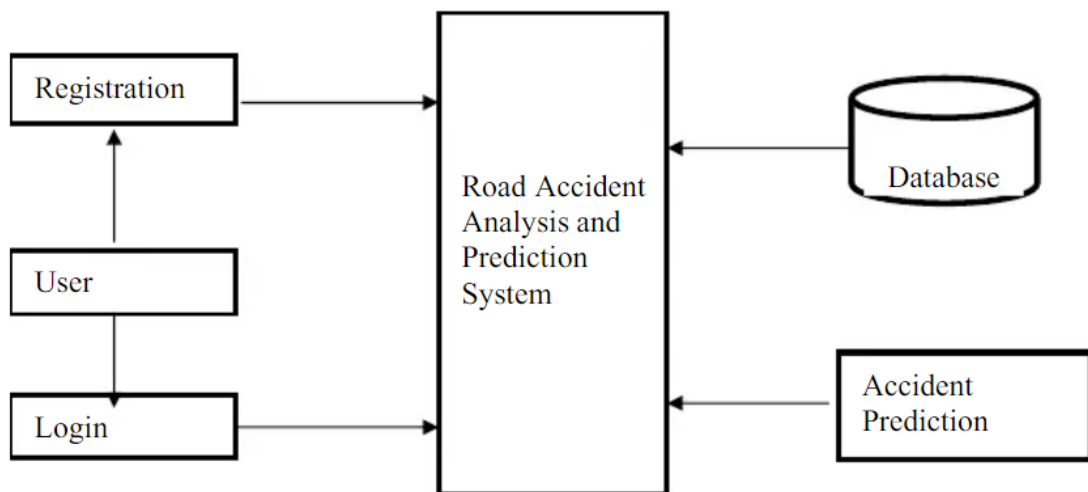 Registration
User
Login
Road Accident
Analysis and
Prediction
System
Database
Accident
Prediction